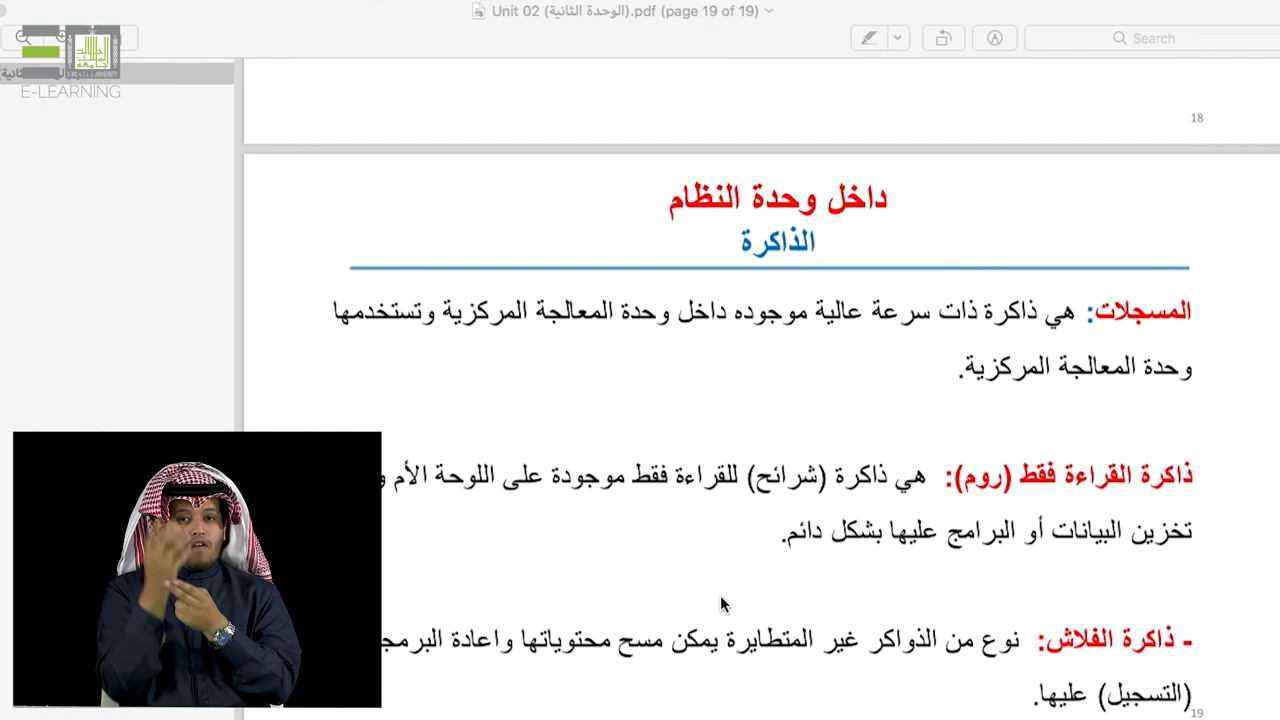 Unit 02 (الوحدة الثانية).pdf (page 19 of 19)
Search
E-LEARNING
18
داخل وحدة النظام
الذاكرة
المسجلات: هي ذاكرة ذات سرعة عالية موجوده داخل وحدة المعالجة المركزية وتستخدمها
وحدة المعالجة المركزية.
ذاكرة القراءة فقط (روم): هي ذاكرة (شرائح) للقراءة فقط موجودة على اللوحة الأم
تخزين البيانات أو البرامج عليها بشكل دائم.
- ذاكرة الفلاش: نوع من الذواكر غير المتطايرة يمكن مسح محتوياتها واعادة
(التسجيل) عليها.
19